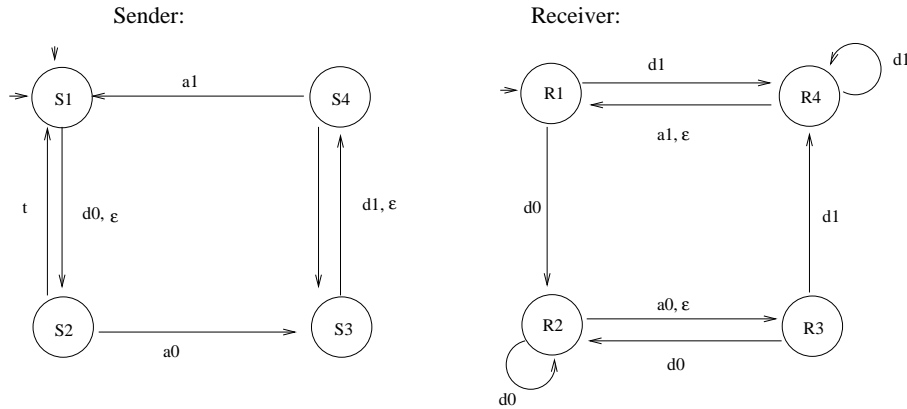 Sender:
Receiver:
S1
a1
S4
t
d0, ε
d1, ε
S2
a0
S3
R1
d1
R4
d1
a1, ε
d0
d1
R2
a0, ε
R3
d0
d0